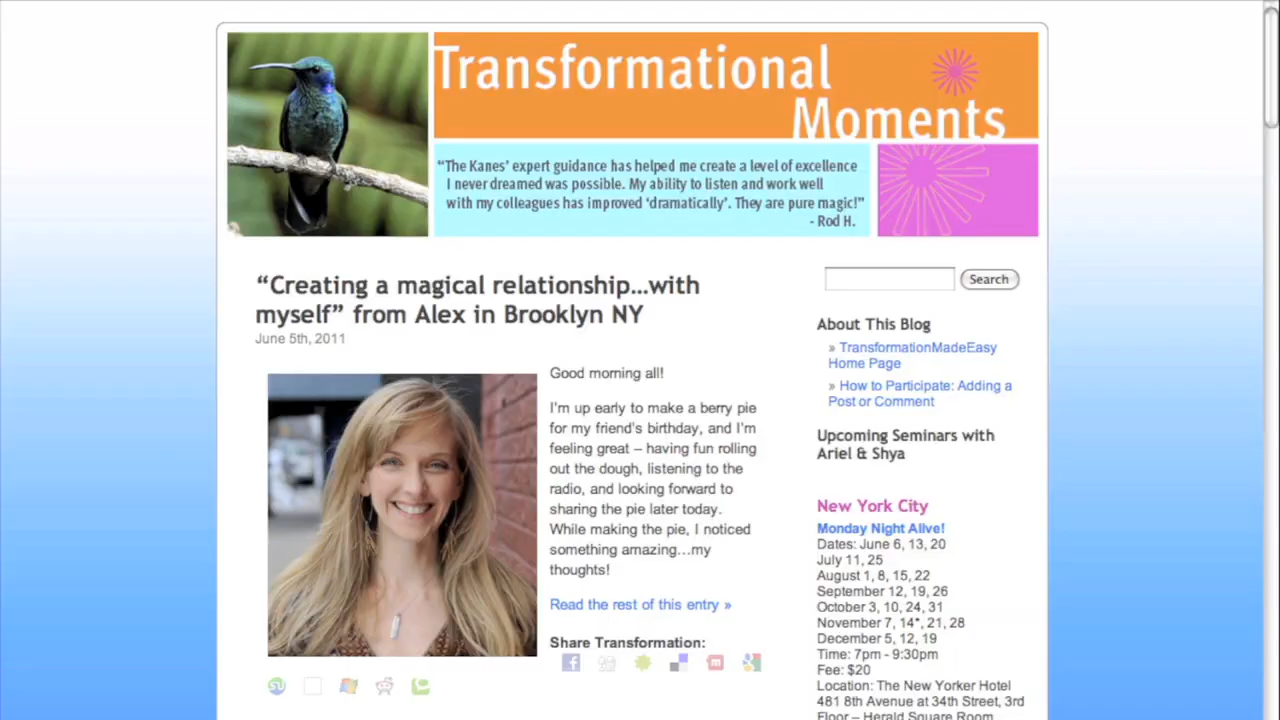 Transformational
Moments
“The Kanes’ expert guidance has helped me create a level of excellence
I never dreamed was possible. My ability to listen and work well
with my colleagues has improved ‘dramatically’. They are pure magic!”
- Rod H.
“Creating a magical relationship…with
myself” from Alex in Brooklyn NY
June 5th, 2011
Good morning all!
I’m up early to make a berry pie
for my friend’s birthday, and I’m
feeling great – having fun rolling
out the dough, listening to the
radio, and looking forward to
sharing the pie later today.
While making the pie, I noticed
something amazing…my
thoughts!
Read the rest of this entry »
Share Transformation:
Search
About This Blog
» TransformationMadeEasy
Home Page
» How to Participate: Adding a
Post or Comment
Upcoming Seminars with
Ariel & Shya
New York City
Monday Night Alive!
Dates: June 6, 13, 20
July 11, 25
August 1, 8, 15, 22
September 12, 19, 26
October 3, 10, 24, 31
November 7, 14*, 21, 28
December 5, 12, 19
Time: 7pm - 9:30pm
Fee: $20
Location: The New Yorker Hotel
481 8th Avenue at 34th Street, 3rd
Floor – Herald Square Room